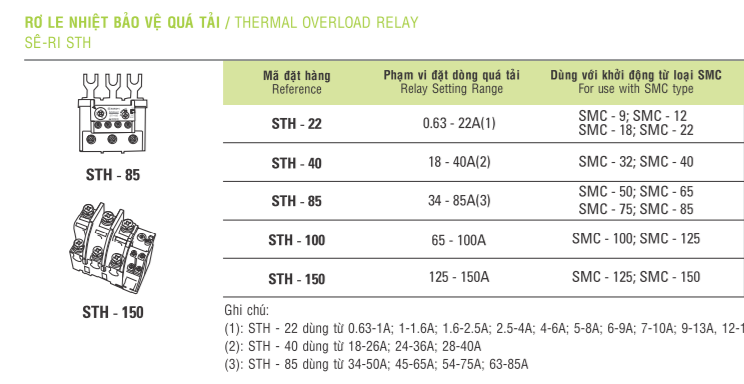 RƠ LE NHIỆT BẢO VỆ QUÁ TẢI / THERMAL OVERLOAD RELAY
SÊ-RI STH
Mã đặt hàng Phạm vi đặt dòng quá tải Dùng với khởi động từ loại SMC
Reference Relay Setting Range For use with SMC type
STH - 22 0.63 - 22A(1) SMC - 9; SMC - 12
SMC - 18; SMC - 22
STH - 40 18 - 40A(2) SMC - 32; SMC - 40
STH - 85
STH - 85 34 - 85A(3) SMC - 50; SMC - 65
SMC - 75; SMC - 85
STH - 100 65 - 100A SMC - 100; SMC - 125
STH - 150 125 - 150A SMC - 125; SMC - 150
STH - 150
Ghi chú:
(1): STH - 22 dùng từ 0.63-1A; 1-1.6A; 1.6-2.5A; 2.5-4A; 4-6A; 5-8A; 6-9A; 7-10A; 9-13A, 12-1
(2): STH - 40 dùng từ 18-26A; 24-36A; 28-40A
(3): STH - 85 dùng từ 34-50A; 45-65A; 54-75A; 63-85A